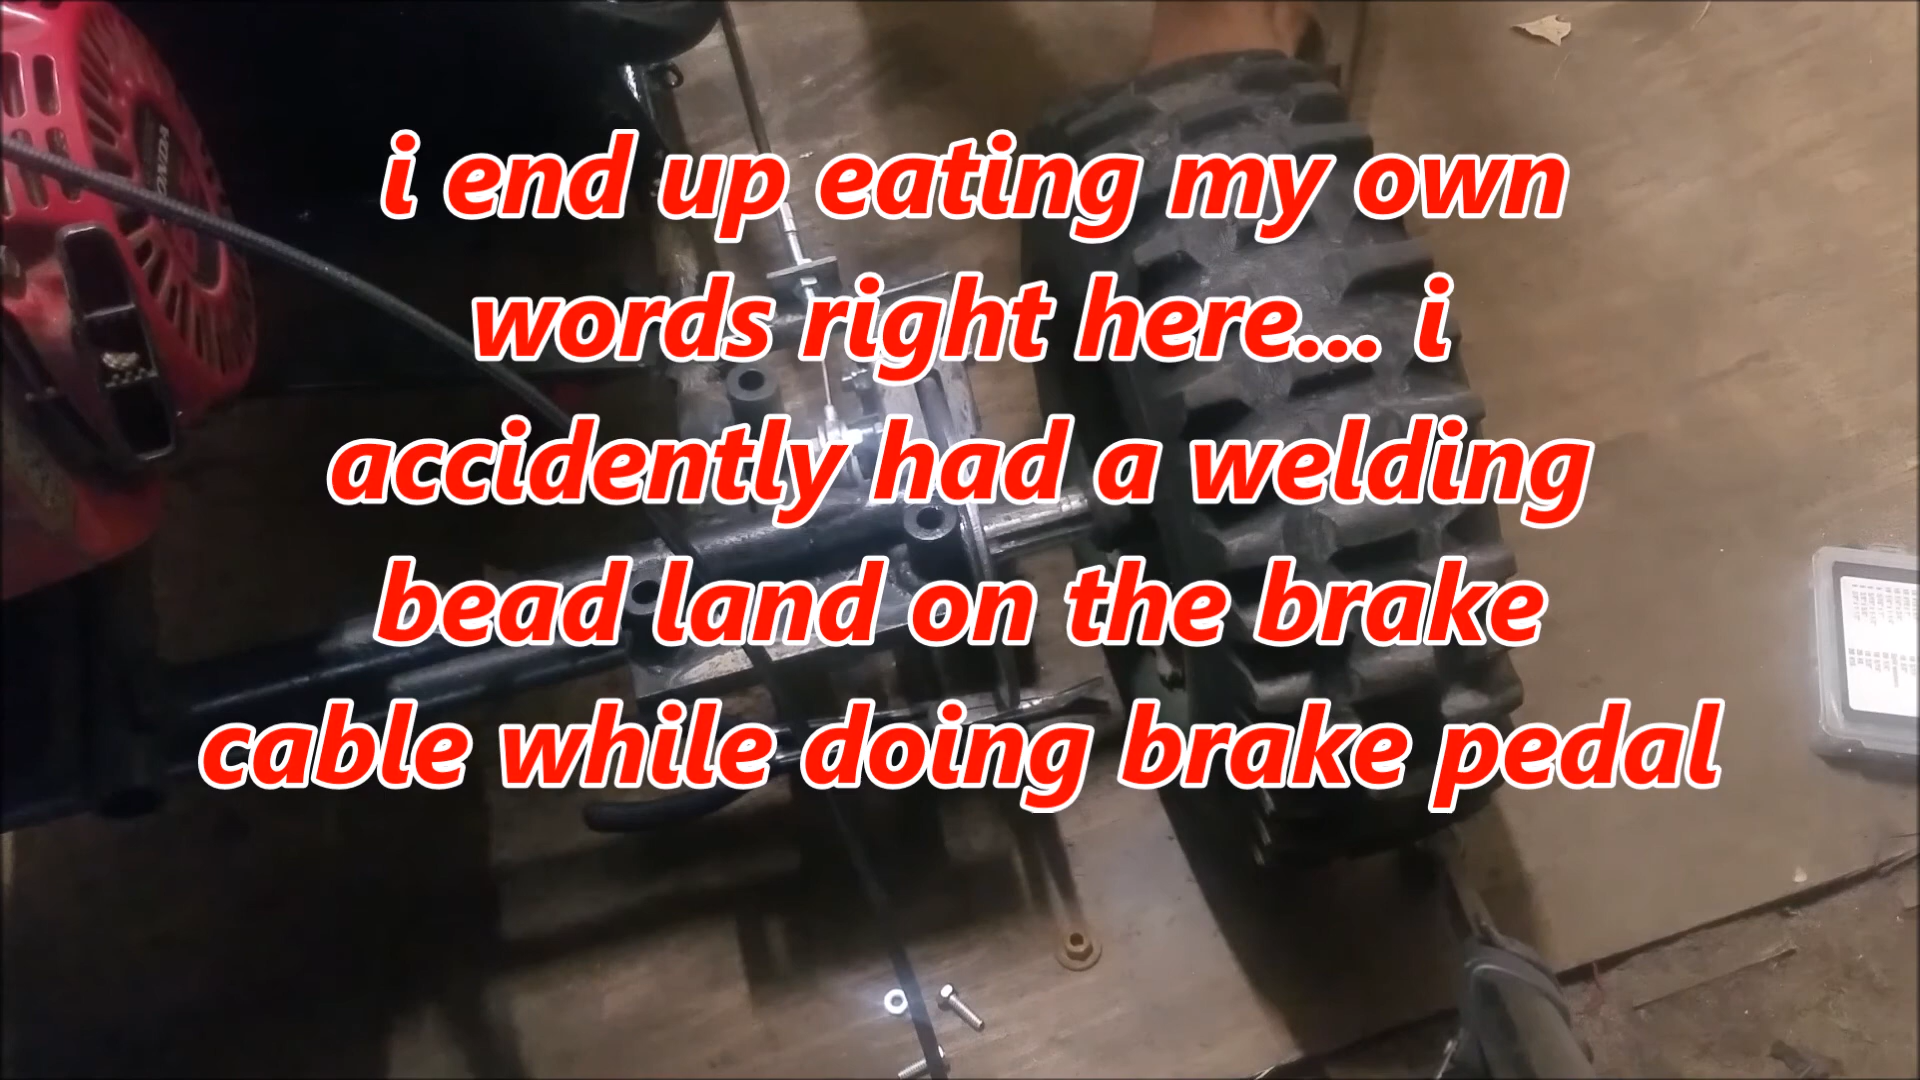 i end up eating my own
words right here... i
accidently had a welding
bead land on the brake
cable while doing brake pedal